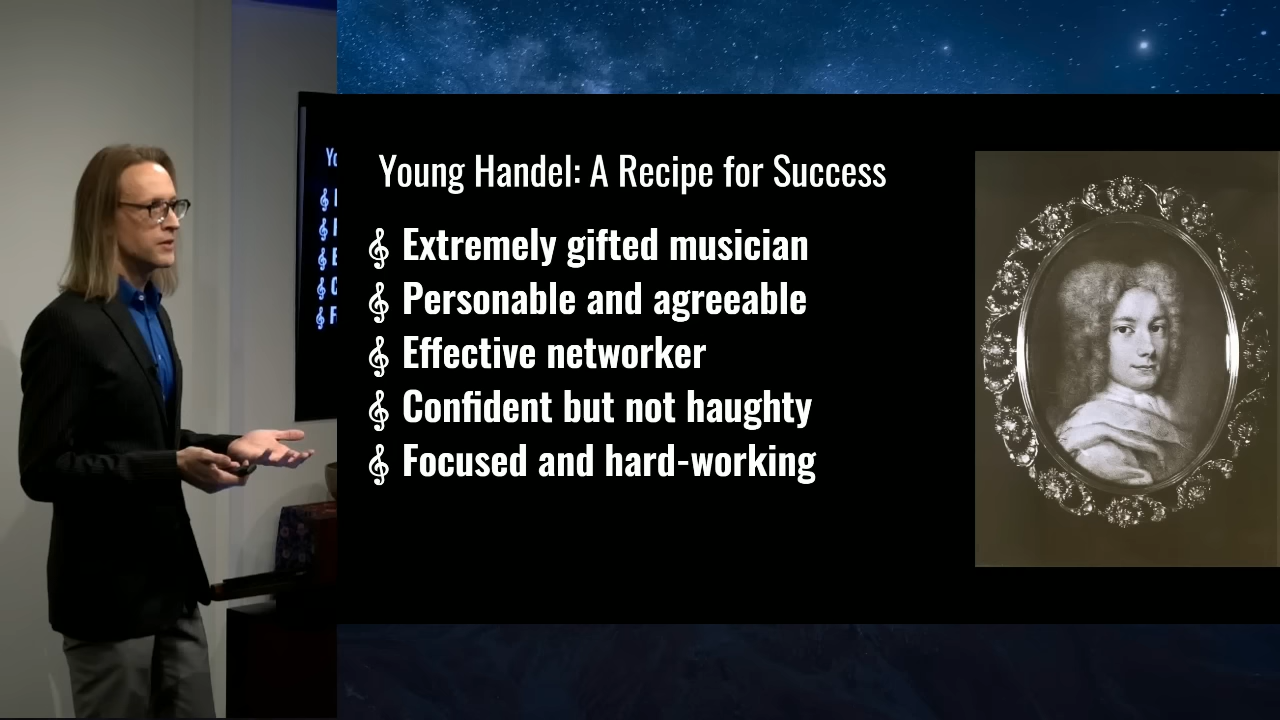 Young Handel: A Recipe for Success
Extremely gifted musician
Personable and agreeable
Effective networker
Confident but not haughty
Focused and hard-working